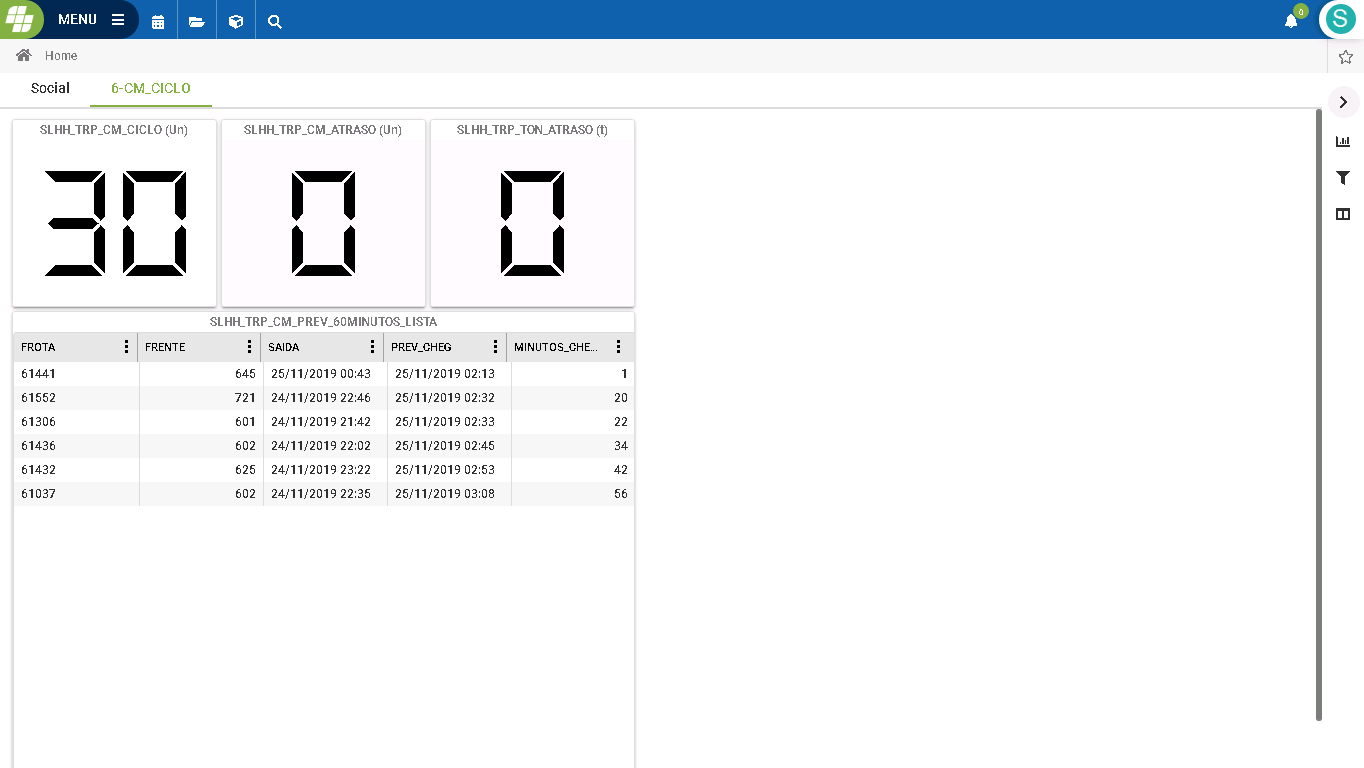 MENU
0
S
Home
Social 6-CM_CICLO
SLHH_TRP_CM_CICLO (Un) SLHH_TRP_CM_ATRASO (Un) SLHH_TRP_TON_ATRASO (t)
30 0 0
SLHH_TRP_CM_PREV_60MINUTOS_LISTA
FROTA FRENTE SAIDA PREV_CHEG MINUTOS_CHE...
61441 645 25/11/2019 00:43 25/11/2019 02:13 1
61552 721 24/11/2019 22:46 25/11/2019 02:32 20
61306 601 24/11/2019 21:42 25/11/2019 02:33 22
61436 602 24/11/2019 22:02 25/11/2019 02:45 34
61432 625 24/11/2019 23:22 25/11/2019 02:53 42
61037 602 24/11/2019 22:35 25/11/2019 03:08 56